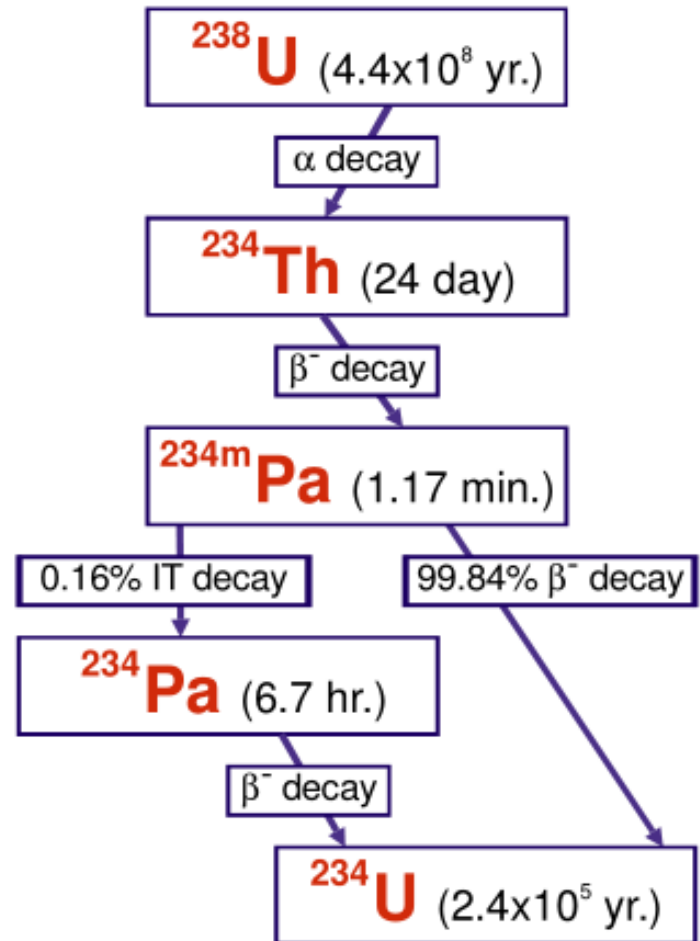 ²³⁸U (4.4x10⁸ yr.)
α decay
²³⁴Th (24 day)
β⁻ decay
²³⁴ᵐPa (1.17 min.)
0.16% IT decay
99.84% β⁻ decay
²³⁴Pa (6.7 hr.)
β⁻ decay
²³⁴U (2.4x10⁵ yr.)